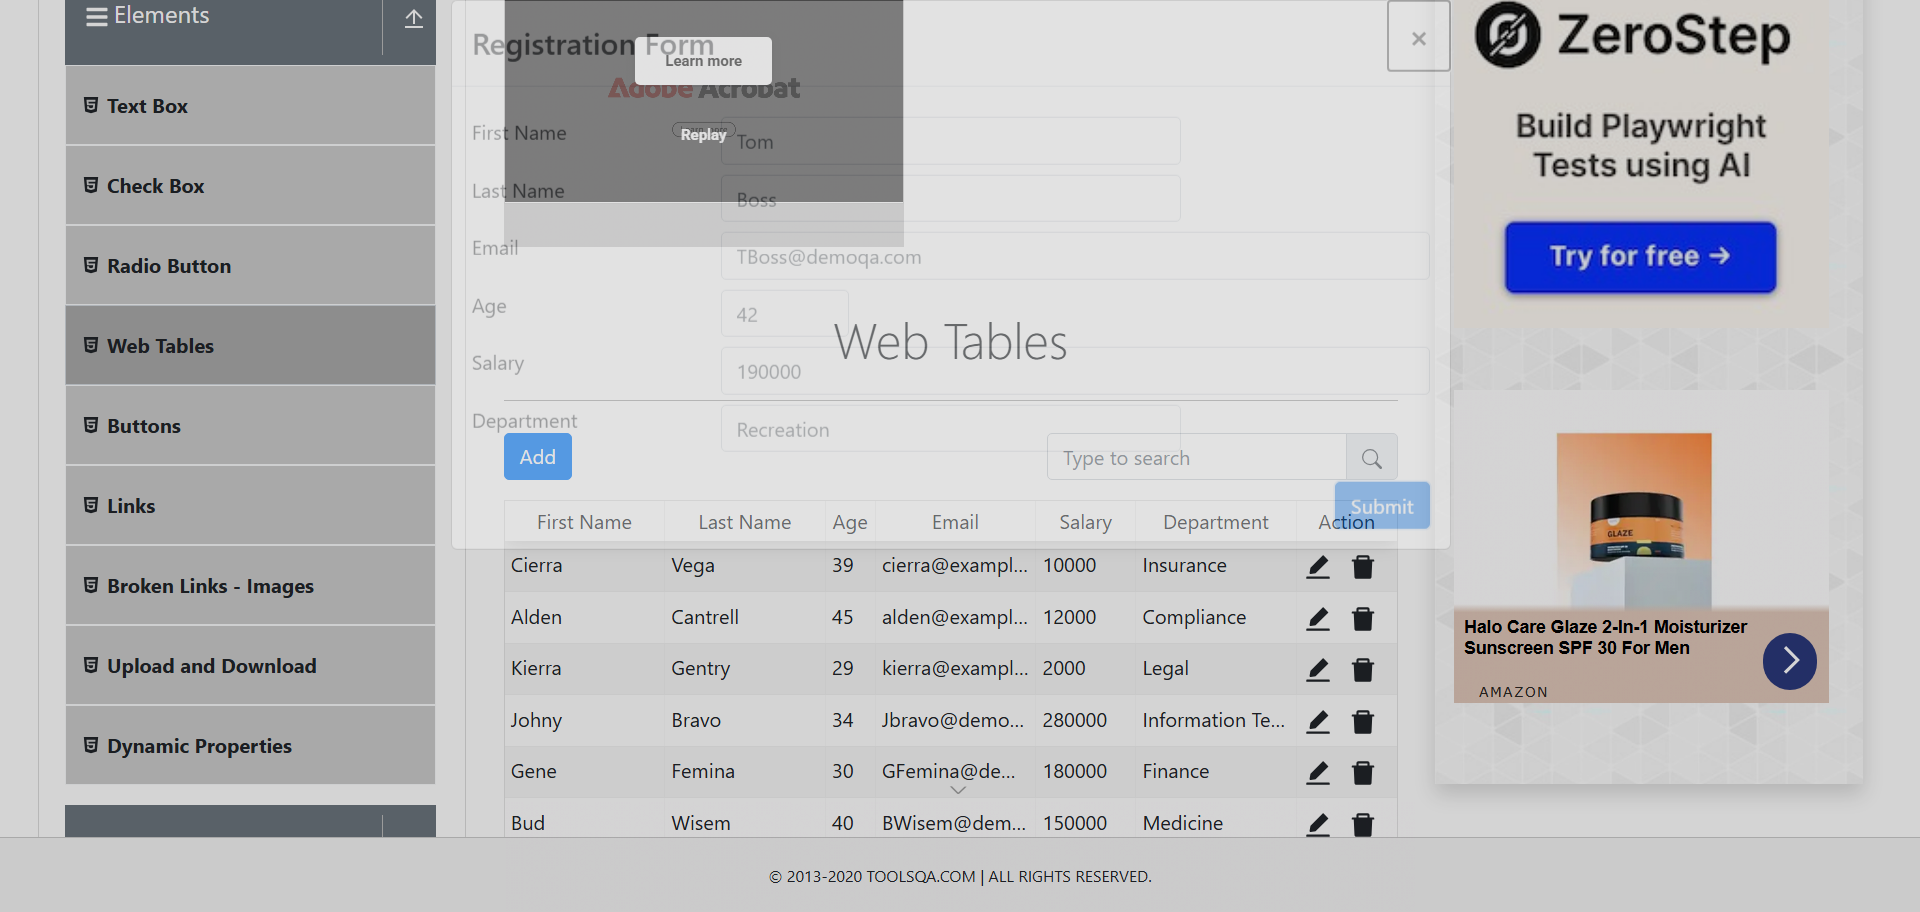 Elements
Text Box
Check Box
Radio Button
Web Tables
Buttons
Links
Broken Links - Images
Upload and Download
Dynamic Properties
Registration Form
×
Learn more
Adobe Acrobat
Replay
First Name
Tom
Last Name
Boss
Email
TBoss@demoqa.com
Age
42
Web Tables
Salary
190000
Department
Recreation
Add
Type to search
Submit
First Name Last Name Age Email Salary Department Action
Cierra Vega 39 cierra@exampl... 10000 Insurance
Alden Cantrell 45 alden@exampl... 12000 Compliance
Kierra Gentry 29 kierra@exampl... 2000 Legal
Johny Bravo 34 Jbravo@demo... 280000 Information Te...
Gene Femina 30 GFemina@de... 180000 Finance
Bud Wisem 40 BWisem@dem... 150000 Medicine
ZeroStep
Build Playwright
Tests using AI
Try for free →
GLAZE
Halo Care Glaze 2-In-1 Moisturizer
Sunscreen SPF 30 For Men
AMAZON
© 2013-2020 TOOLSQA.COM | ALL RIGHTS RESERVED.